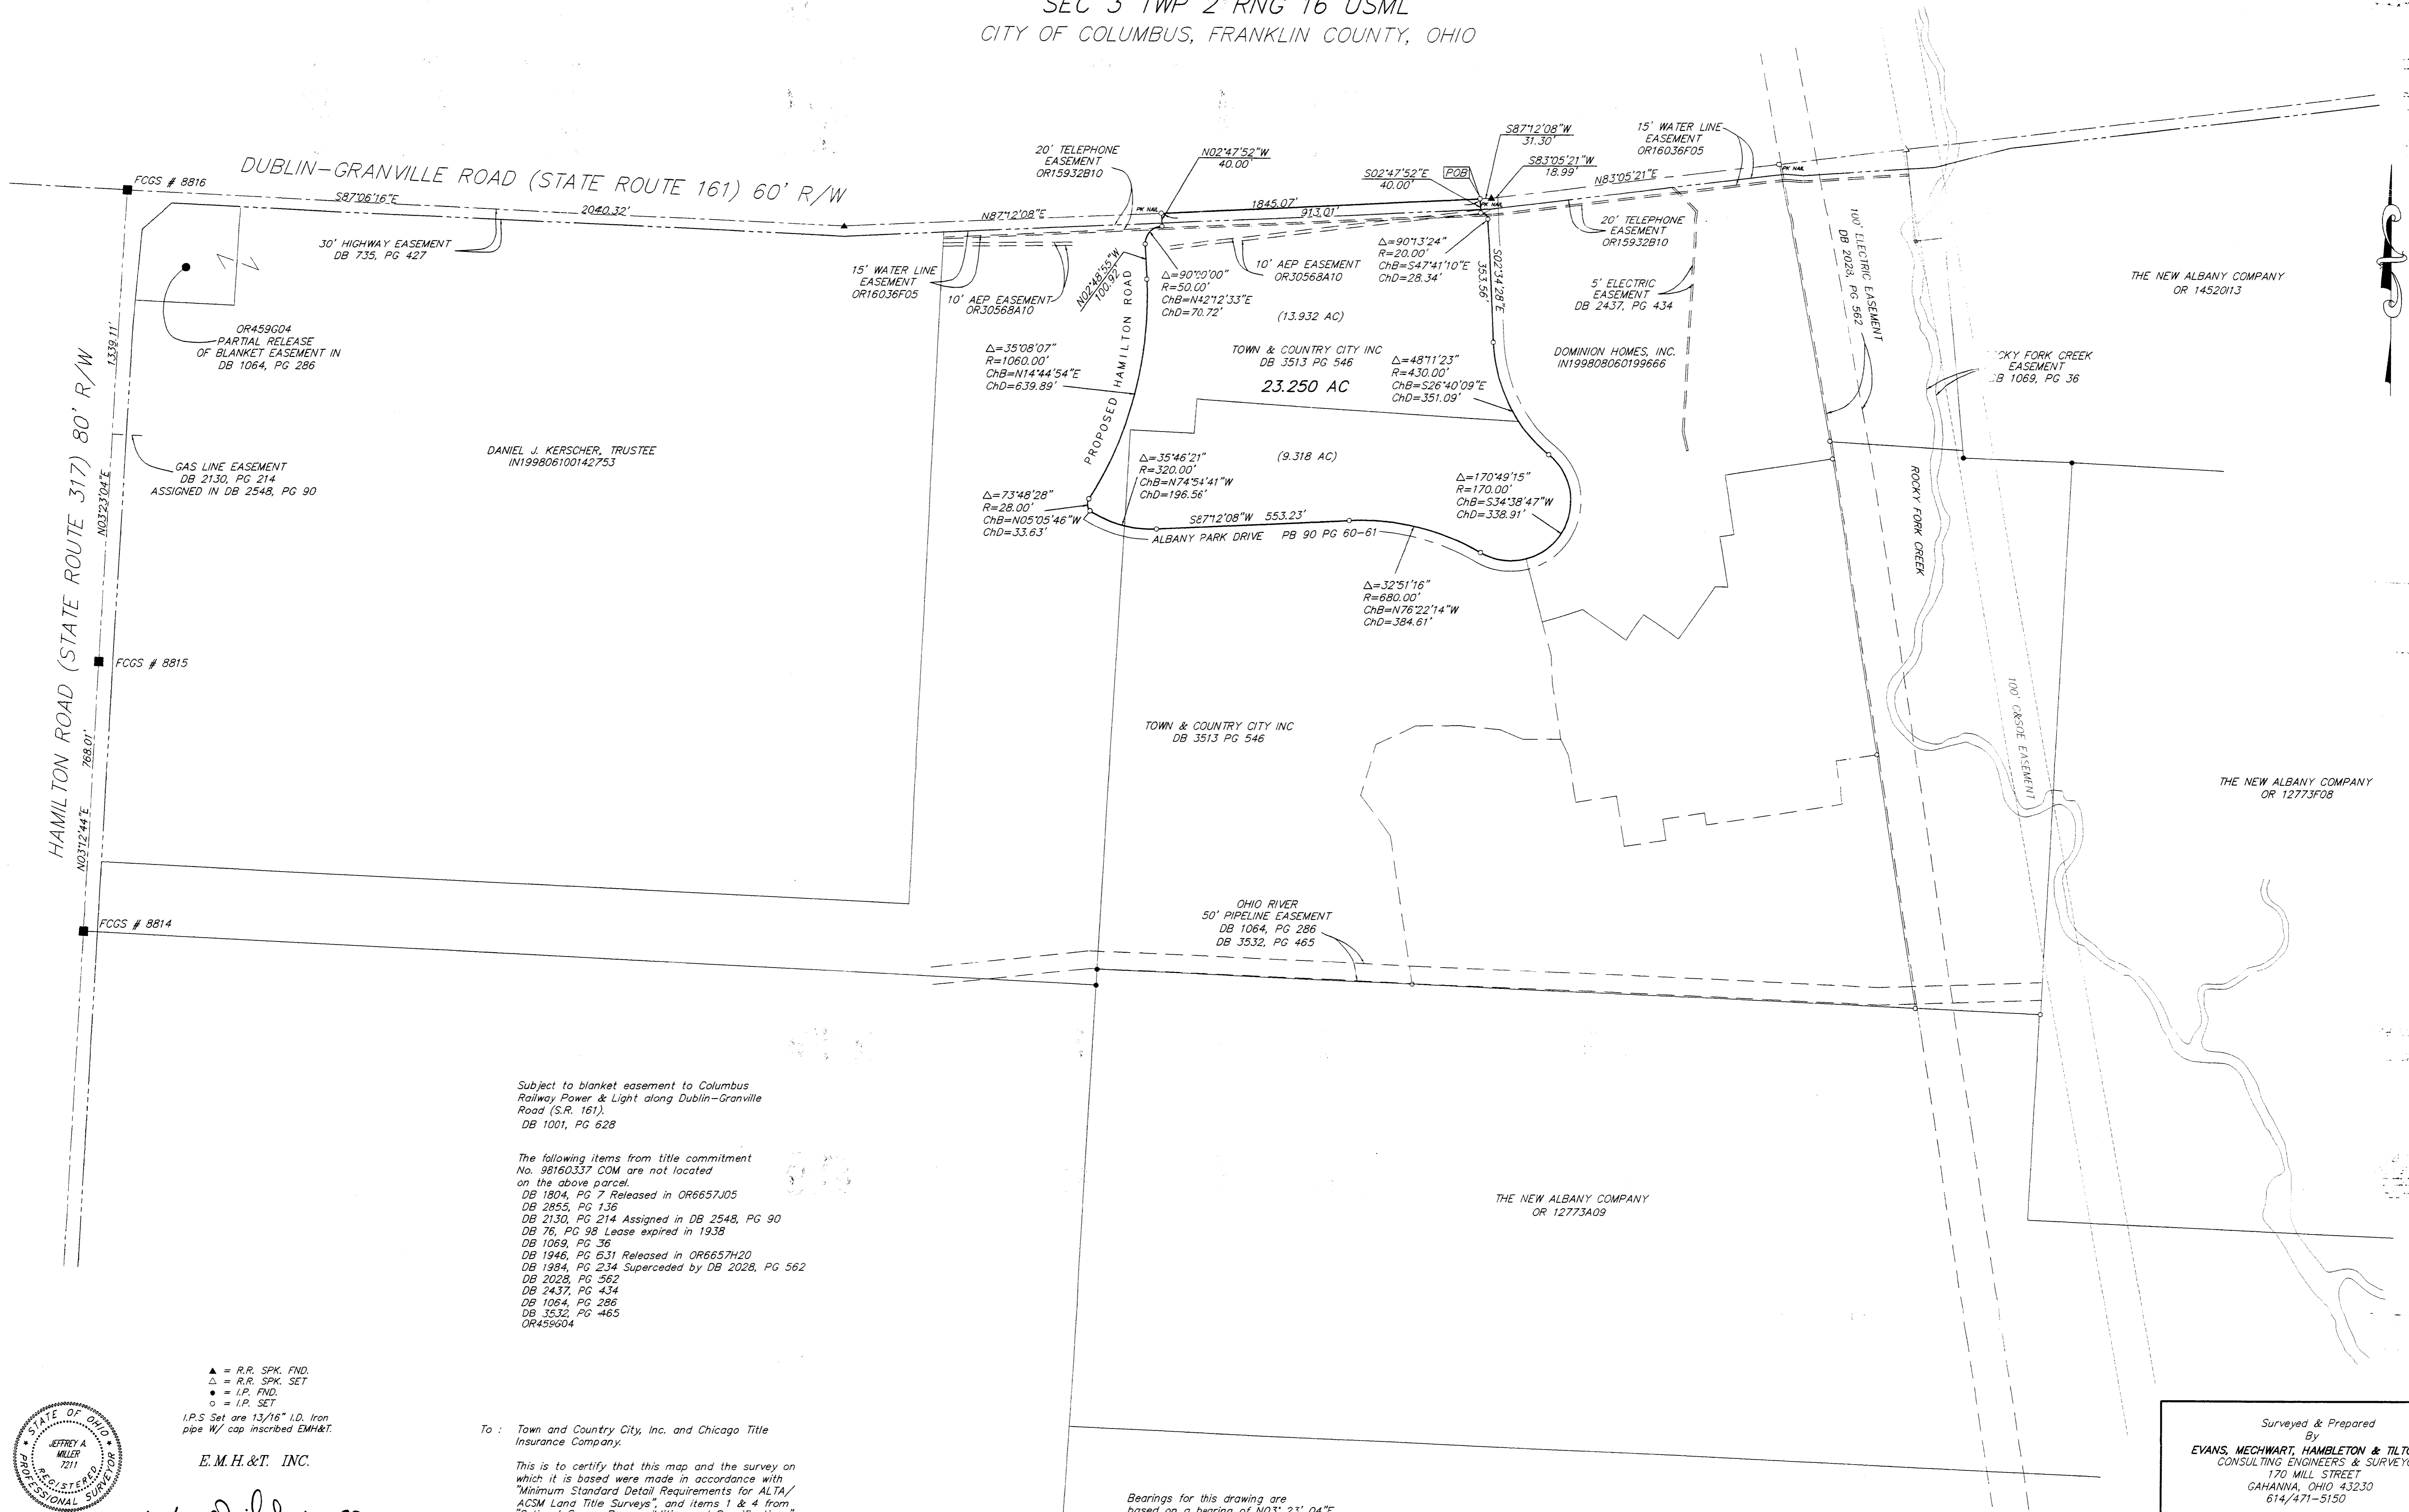 SEC 3 TWP 2 RNG 16 USML
CITY OF COLUMBUS, FRANKLIN COUNTY, OHIO
DUBLIN-GRANVILLE ROAD (STATE ROUTE 161) 60' R/W
FCGS # 8816
S87°06'16"E
2040.32'
30' HIGHWAY EASEMENT
DB 735, PG 427
OR459G04
PARTIAL RELEASE
OF BLANKET EASEMENT IN
DB 1064, PG 286
HAMILTON ROAD (STATE ROUTE 317) 80' R/W
1339.11'
N03°23'04"E
GAS LINE EASEMENT
DB 2130, PG 214
ASSIGNED IN DB 2548, PG 90
FCGS # 8815
768.01'
N03°12'44"E
FCGS # 8814
DANIEL J. KERSCHER, TRUSTEE
IN199806100142753
20' TELEPHONE
EASEMENT
OR15932B10
N02°47'52"W
40.00'
N87°12'08"E
PK NAIL
1845.07'
913.01'
S02°47'52"E
40.00'
POB
PK NAIL
S87°12'08"W
31.30'
S83°05'21"W
18.99'
15' WATER LINE
EASEMENT
OR16036F05
N83°05'21"E
PK NAIL
15' WATER LINE
EASEMENT
OR16036F05
10' AEP EASEMENT
OR30568A10
N02°48'55"W
100.92'
Δ=90°00'00"
R=50.00'
ChB=N42°12'33"E
ChD=70.72'
10' AEP EASEMENT
OR30568A10
Δ=90°13'24"
R=20.00'
ChB=S47°41'10"E
ChD=28.34'
S02°34'28"E
353.56'
20' TELEPHONE
EASEMENT
OR15932B10
5' ELECTRIC
EASEMENT
DB 2437, PG 434
100' ELECTRIC EASEMENT
DB 2028, PG 562
THE NEW ALBANY COMPANY
OR 14520I13
(13.932 AC)
TOWN & COUNTRY CITY INC
DB 3513 PG 546
23.250 AC
Δ=35°08'07"
R=1060.00'
ChB=N14°44'54"E
ChD=639.89'
PROPOSED HAMILTON ROAD
Δ=48°11'23"
R=430.00'
ChB=S26°40'09"E
ChD=351.09'
DOMINION HOMES, INC.
IN199808060199666
CKY FORK CREEK
EASEMENT
DB 1069, PG 36
Δ=35°46'21"
R=320.00'
ChB=N74°54'41"W
ChD=196.56'
(9.318 AC)
Δ=170°49'15"
R=170.00'
ChB=S34°38'47"W
ChD=338.91'
Δ=73°48'28"
R=28.00'
ChB=N05°05'46"W
ChD=33.63'
S87°12'08"W 553.23'
ALBANY PARK DRIVE PB 90 PG 60-61
Δ=32°51'16"
R=680.00'
ChB=N76°22'14"W
ChD=384.61'
ROCKY FORK CREEK
100' C&SOE EASEMENT
TOWN & COUNTRY CITY INC
DB 3513 PG 546
THE NEW ALBANY COMPANY
OR 12773F08
OHIO RIVER
50' PIPELINE EASEMENT
DB 1064, PG 286
DB 3532, PG 465
THE NEW ALBANY COMPANY
OR 12773A09
Subject to blanket easement to Columbus
Railway Power & Light along Dublin-Granville
Road (S.R. 161).
DB 1001, PG 628
The following items from title commitment
No. 98160337 COM are not located
on the above parcel.
DB 1804, PG 7 Released in OR6657J05
DB 2855, PG 136
DB 2130, PG 214 Assigned in DB 2548, PG 90
DB 76, PG 98 Lease expired in 1938
DB 1069, PG 36
DB 1946, PG 631 Released in OR6657H20
DB 1984, PG 234 Superceded by DB 2028, PG 562
DB 2028, PG 562
DB 2437, PG 434
DB 1064, PG 286
DB 3532, PG 465
OR459G04
▲ = R.R. SPK. FND.
△ = R.R. SPK. SET
● = I.P. FND.
○ = I.P. SET
I.P.S Set are 13/16" I.D. Iron
pipe W/ cap inscribed EMH&T.
E.M.H.&T. INC.
STATE OF OHIO
JEFFREY A.
MILLER
7211
REGISTERED
PROFESSIONAL SURVEYOR
To : Town and Country City, Inc. and Chicago Title
Insurance Company.
This is to certify that this map and the survey on
which it is based were made in accordance with
"Minimum Standard Detail Requirements for ALTA/
ACSM Land Title Surveys", and items 1 & 4 from
Bearings for this drawing are
based on a bearing of N03° 23' 04"E
Surveyed & Prepared
By
EVANS, MECHWART, HAMBLETON & TILT
CONSULTING ENGINEERS & SURVEYO
170 MILL STREET
GAHANNA, OHIO 43230
614/471-5150